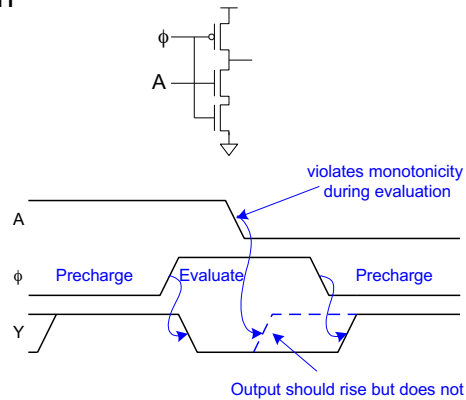 ϕ
A
violates monotonicity
during evaluation
A
ϕ Precharge Evaluate Precharge
Y
Output should rise but does not